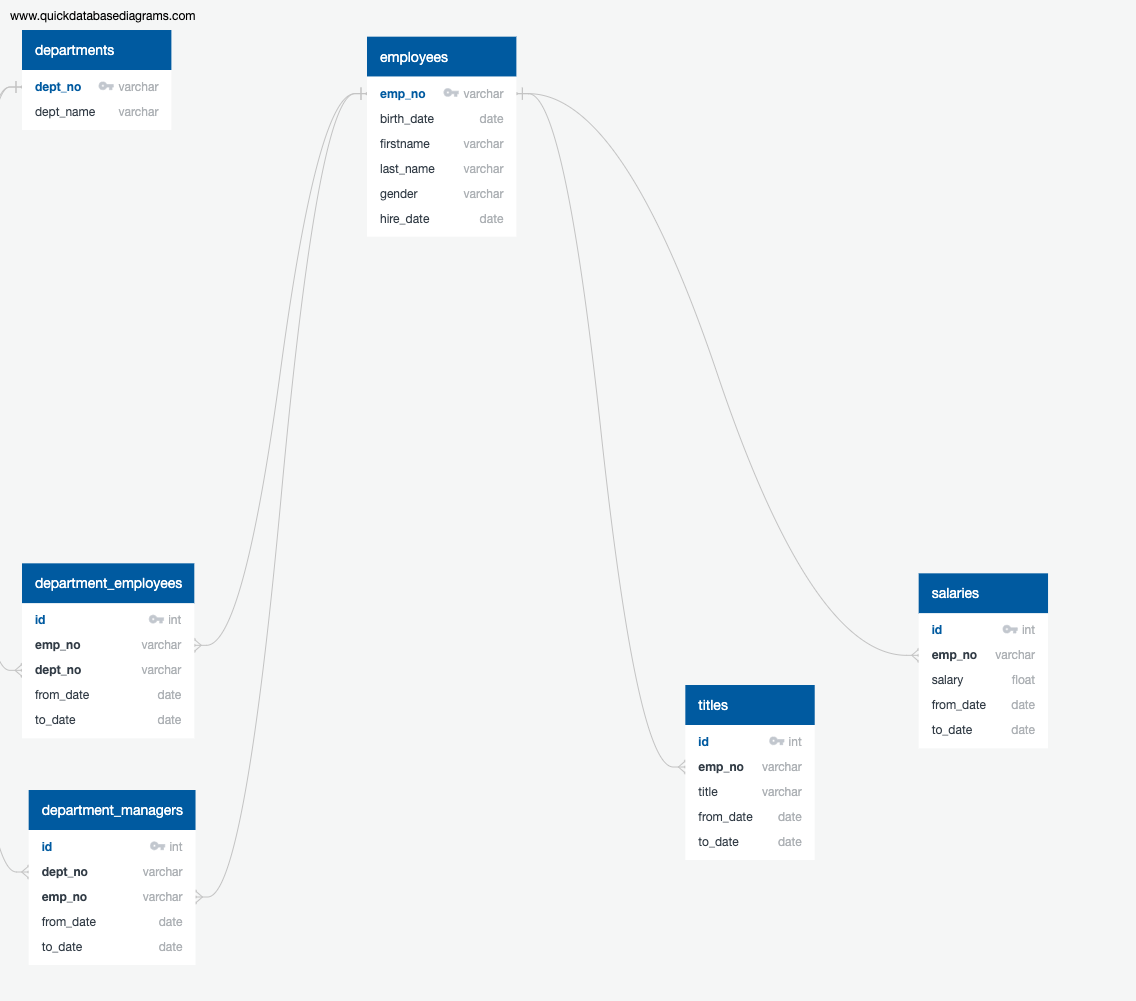 www.quickdatabasediagrams.com
departments
dept_no varchar
dept_name varchar
employees
emp_no varchar
birth_date date
firstname varchar
last_name varchar
gender varchar
hire_date date
department_employees
id int
emp_no varchar
dept_no varchar
from_date date
to_date date
salaries
id int
emp_no varchar
salary float
from_date date
to_date date
titles
id int
emp_no varchar
title varchar
from_date date
to_date date
department_managers
id int
dept_no varchar
emp_no varchar
from_date date
to_date date